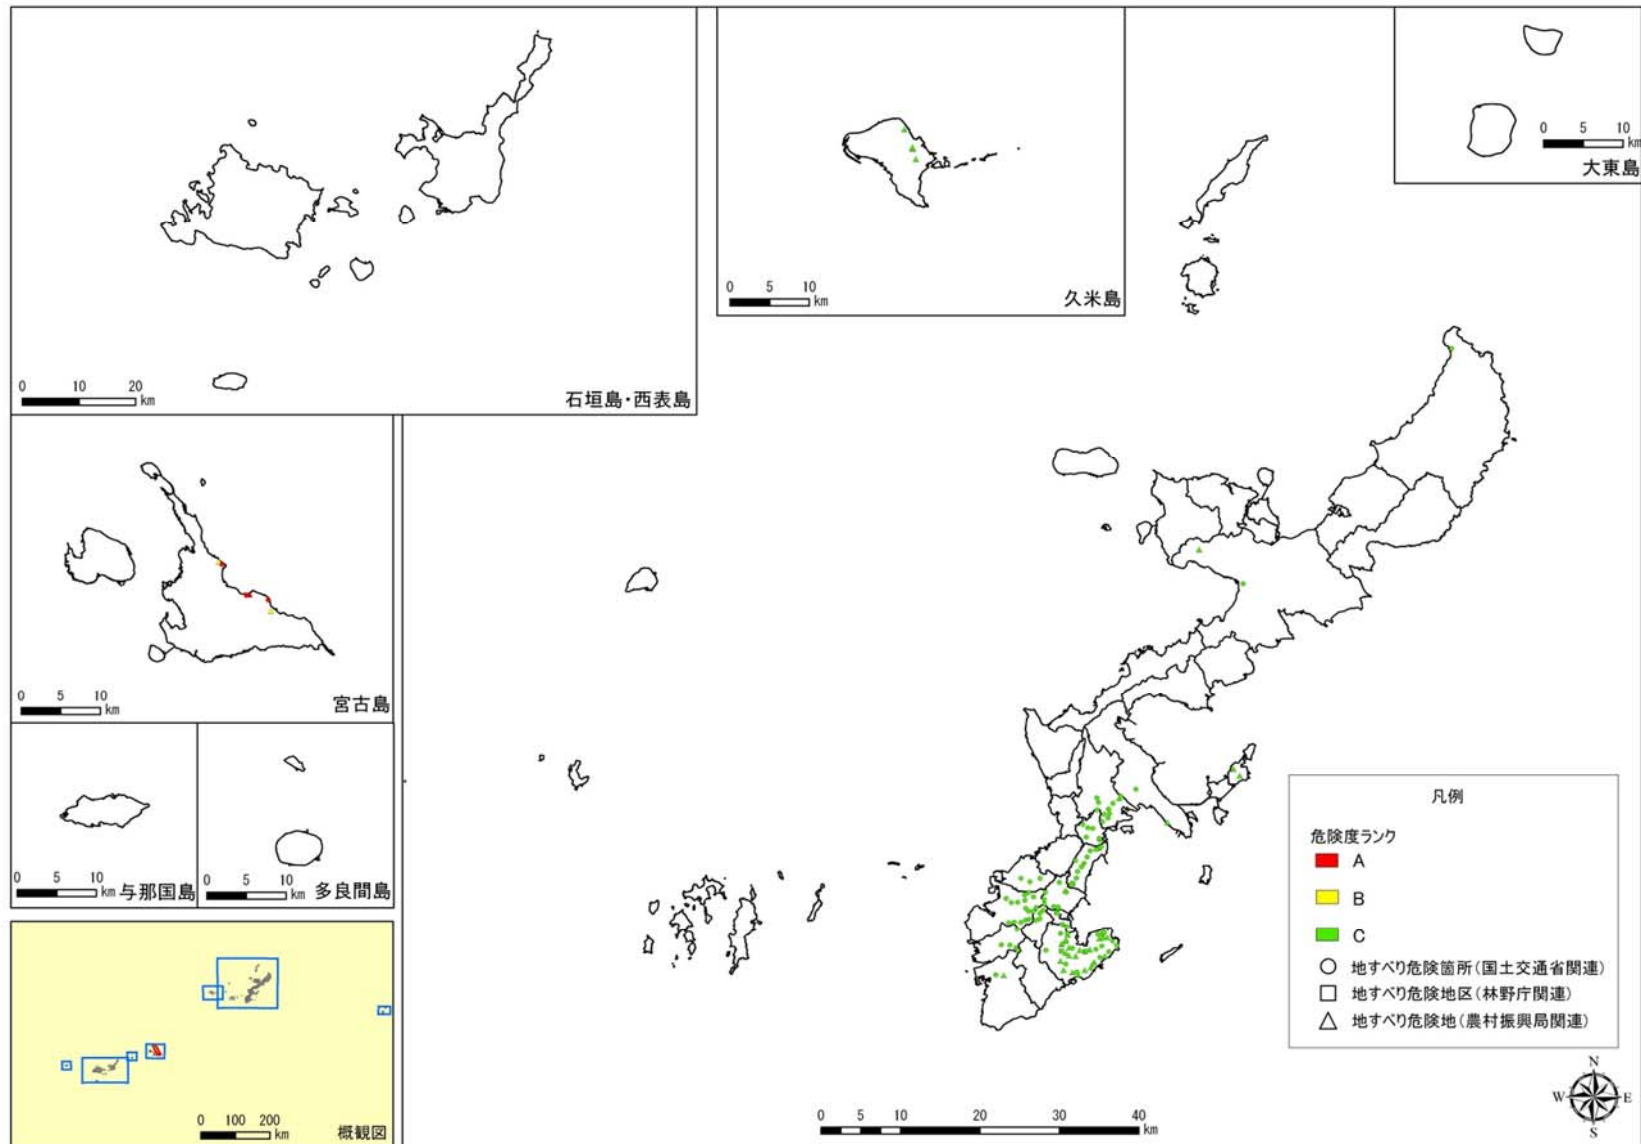 0 10 20
km
石垣島・西表島
0 5 10
km
久米島
0 5 10
km
大東島
0 5 10
km
宮古島
0 5 10
km
与那国島
0 5 10
km
多良間島
0 100 200
km
概観図
凡例
危険度ランク
A
B
C
地すべり危険箇所(国土交通省関連)
地すべり危険地区(林野庁関連)
地すべり危険地(農村振興局関連)
0 5 10 20 30 40
km
N
W E
S